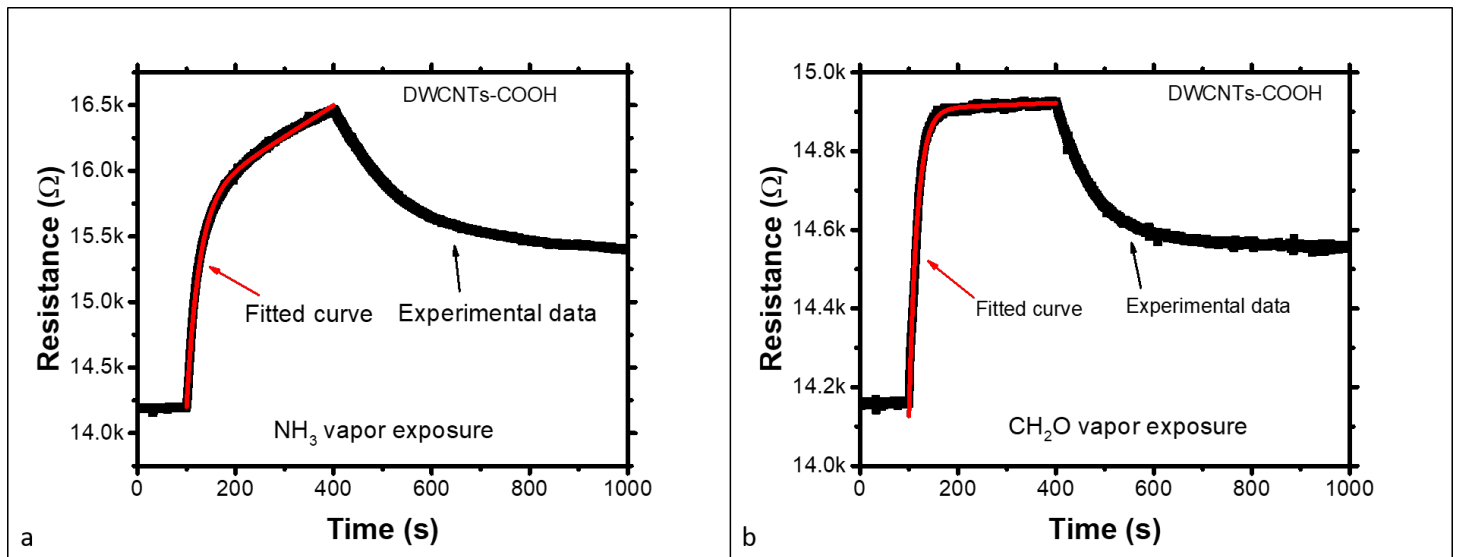 DWCNTs-COOH
16.5k
16.0k
15.5k
15.0k
14.5k
14.0k
Resistance (Ω)
Fitted curve
Experimental data
NH₃ vapor exposure
0 200 400 600 800 1000
Time (s)
a
15.0k
DWCNTs-COOH
14.8k
14.6k
14.4k
14.2k
14.0k
Resistance (Ω)
Fitted curve
Experimental data
CH₂O vapor exposure
0 200 400 600 800 1000
Time (s)
b